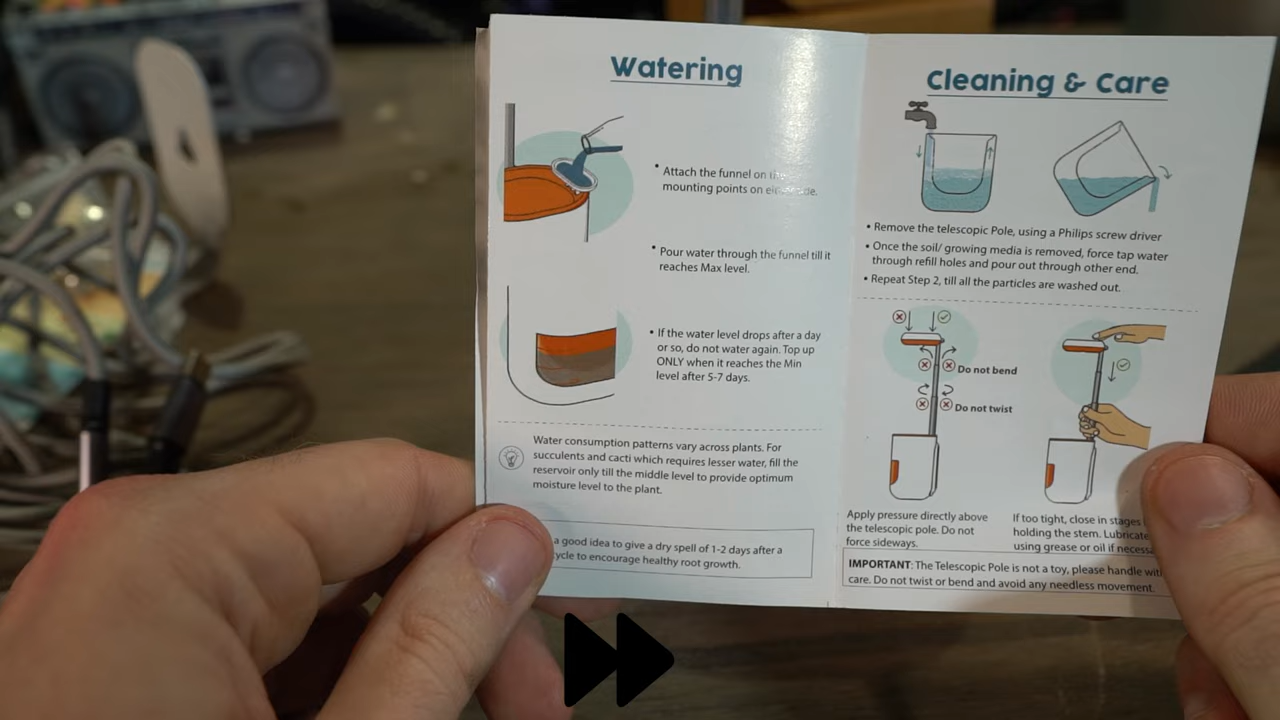 Watering
• Attach the funnel on the
mounting points on
• Pour water through the funnel till it
reaches Max level.
• If the water level drops after a day
or so, do not water again. Top up
ONLY when it reaches the Min
level after 5-7 days.
Water consumption patterns vary across plants. For
succulents and cacti which requires lesser water, fill the
reservoir only till the middle level to provide optimum
moisture level to the plant.
a good idea to give a dry spell of 1-2 days after a
to encourage healthy root growth.
Cleaning & Care
• Remove the telescopic Pole, using a Philips screw driver
• Once the soil/ growing media is removed, force tap water
through refill holes and pour out through other end.
• Repeat Step 2, till all the particles are washed out.
Do not bend
Do not twist
Apply pressure directly above
the telescopic pole. Do not
force sideways.
If too tight, close in stages
holding the stem. Lubricate
using grease or oil if
IMPORTANT: The Telescopic Pole is not a toy, please handle
care. Do not twist or bend and avoid any needless movement.